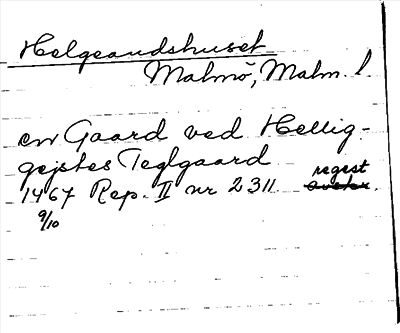 Helgeandshuset
Malmö, Malm. l.
en Gaard ved Hellig-
gejstes Teglgaard
1467 Rep. II nr 2311 regest.
9/10